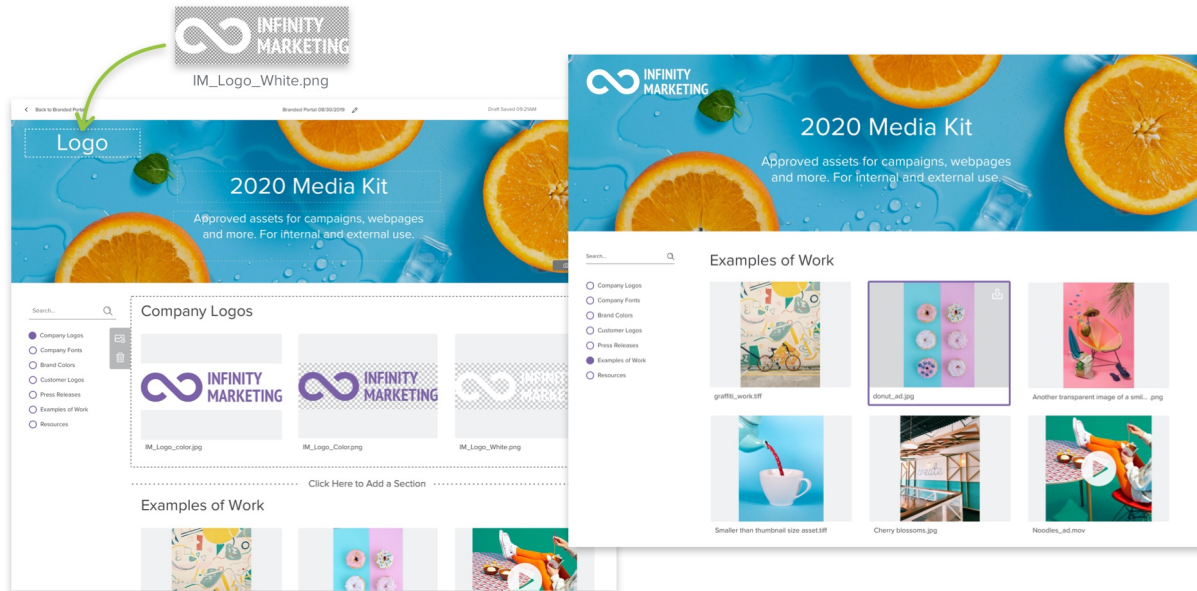 INFINITY
MARKETING
IM_Logo_White.png
Back to Branded Portal
Branded Portal 08/30/2019
Draft Saved 09:21AM
Logo
2020 Media Kit
Approved assets for campaigns, webpages
and more. For internal and external use.
Search...
Company Logos
Company Fonts
Brand Colors
Customer Logos
Press Releases
Examples of Work
Resources
Company Logos
INFINITY
MARKETING
IM_Logo_color.jpg
INFINITY
MARKETING
IM_Logo_Color.png
IM_Logo_White.png
Click Here to Add a Section
Examples of Work
INFINITY
MARKETING
2020 Media Kit
Approved assets for campaigns, webpages
and more. For internal and external use.
Search...
Company Logos
Company Fonts
Brand Colors
Customer Logos
Press Releases
Examples of Work
Resources
Examples of Work
graffiti_work.tiff
donut_ad.jpg
Another transparent image of a smil... .png
create
Smaller than thumbnail size asset.tiff
Cherry blossoms.jpg
Noodles_ad.mov